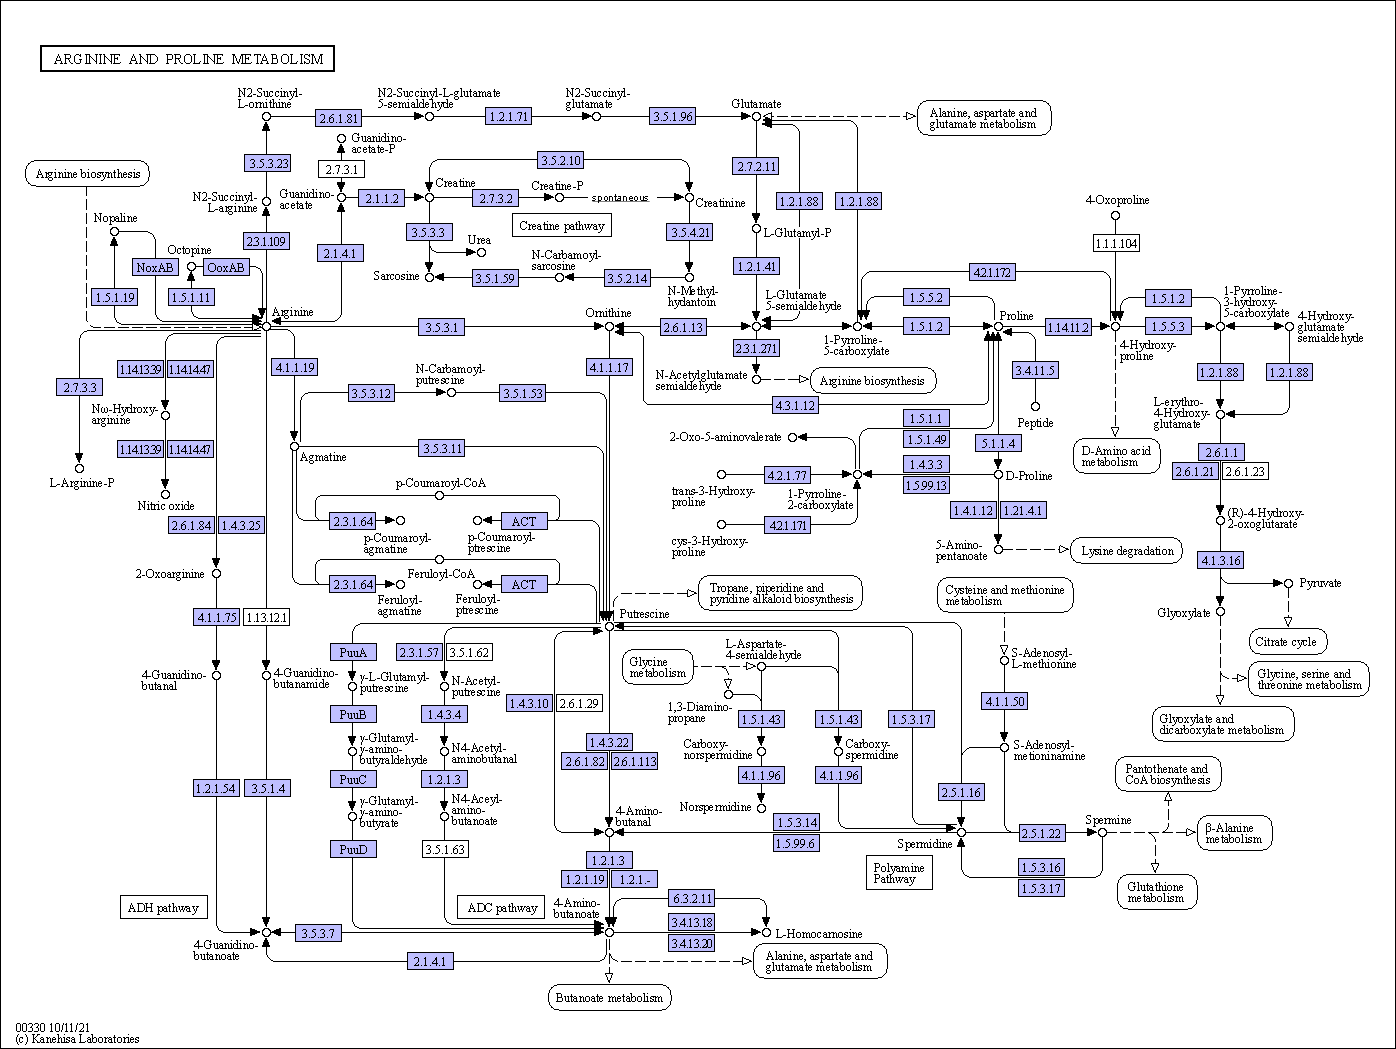 ARGININE AND PROLINE METABOLISM
N2-Succinyl-
L-ornithine
2.6.1.81
N2-Succinyl-L-glutamate
5-semialdehyde
1.2.1.71
N2-Succinyl-
glutamate
3.5.1.96
Glutamate
Alanine, aspartate and
glutamate metabolism
Guanidino-
acetate-P
3.5.3.23
2.7.3.1
3.5.2.10
2.7.2.11
Arginine biosynthesis
N2-Succinyl-
L-arginine
Guanidino-
acetate
2.1.1.2
Creatine
2.7.3.2
Creatine-P
spontaneous
Creatinine
1.2.1.88
1.2.1.88
4-Oxoproline
Nopaline
Octopine
2.3.1.109
2.1.4.1
3.5.3.3
Urea
Creatine pathway
3.5.4.21
L-Glutamyl-P
1.1.1.104
NoxAB
OoxAB
Sarcosine
3.5.1.59
N-Carbamoyl-
sarcosine
3.5.2.14
1.2.1.41
4.2.1.172
1.5.1.19
1.5.1.11
N-Methyl-
hydantoin
L-Glutamate
5-semialdehyde
1.5.5.2
1.5.1.2
1-Pyrroline-
3-hydroxy-
5-carboxylate
Arginine
3.5.3.1
Ornithine
2.6.1.13
1.5.1.2
Proline
1.14.11.2
1.5.5.3
4-Hydroxy-
glutamate
semialdehyde
1-Pyrroline-
5-carboxylate
4-Hydroxy-
proline
2.3.1.271
1.14.13.39
1.14.14.47
4.1.1.19
4.1.1.17
N-Acetylglutamate
semialdehyde
Arginine biosynthesis
3.4.11.5
1.2.1.88
1.2.1.88
2.7.3.3
3.5.3.12
N-Carbamoyl-
putrescine
3.5.1.53
4.3.1.12
Peptide
L-erythro-
4-Hydroxy-
glutamate
Nω-Hydroxy-
arginine
1.5.1.1
1.5.1.49
2-Oxo-5-aminovalerate
5.1.1.4
D-Amino acid
metabolism
1.14.13.39
1.14.14.47
Agmatine
3.5.3.11
1.4.3.3
1.5.99.13
2.6.1.1
2.6.1.21
2.6.1.23
L-Arginine-P
Nitric oxide
p-Coumaroyl-CoA
trans-3-Hydroxy-
proline
4.2.1.77
1-Pyrroline-
2-carboxylate
D-Proline
1.4.1.12
1.21.4.1
(R)-4-Hydroxy-
2-oxoglutarate
2.6.1.84
1.4.3.25
2.3.1.64
ACT
p-Coumaroyl-
agmatine
p-Coumaroyl-
ptrescine
4.2.1.171
cys-3-Hydroxy-
proline
5-Amino-
pentanoate
Lysine degradation
4.1.3.16
2-Oxoarginine
2.3.1.64
Feruloyl-CoA
ACT
Feruloyl-
agmatine
Feruloyl-
ptrescine
Tropane, piperidine and
pyridine alkaloid biosynthesis
Cysteine and methionine
metabolism
Pyruvate
Glyoxylate
4.1.1.75
1.13.12.1
Putrescine
Citrate cycle
PuuA
2.3.1.57
3.5.1.62
Glycine
metabolism
L-Aspartate-
4-semialdehyde
S-Adenosyl-
L-methionine
4-Guanidino-
butanal
4-Guanidino-
butanamide
γ-L-Glutamyl-
putrescine
N-Acetyl-
putrescine
Glycine, serine and
threonine metabolism
1.4.3.10
2.6.1.29
1,3-Diamino-
propane
4.1.1.50
PuuB
1.4.3.4
1.5.1.43
1.5.1.43
1.5.3.17
Glyoxylate and
dicarboxylate metabolism
γ-Glutamyl-
γ-amino-
butyraldehyde
N4-Acetyl-
aminobutanal
1.4.3.22
2.6.1.82
2.6.1.113
Carboxy-
norspermidine
Carboxy-
spermidine
S-Adenosyl-
metioninamine
Pantothenate and
CoA biosynthesis
1.2.1.54
3.5.1.4
PuuC
1.2.1.3
4.1.1.96
4.1.1.96
2.5.1.16
γ-Glutamyl-
γ-amino-
butyrate
N4-Aceyl-
amino-
butanoate
4-Amino-
butanal
Norspermidine
1.5.3.14
1.5.99.6
Spermidine
2.5.1.22
Spermine
β-Alanine
metabolism
PuuD
3.5.1.63
1.2.1.3
1.2.1.19
1.2.1.-
Polyamine
Pathway
1.5.3.16
1.5.3.17
Glutathione
metabolism
ADH pathway
ADC pathway
4-Amino-
butanoate
6.3.2.11
3.4.13.18
3.4.13.20
L-Homocarnosine
4-Guanidino-
butanoate
3.5.3.7
2.1.4.1
Alanine, aspartate and
glutamate metabolism
Butanoate metabolism
00330 10/11/21
(c) Kanehisa Laboratories